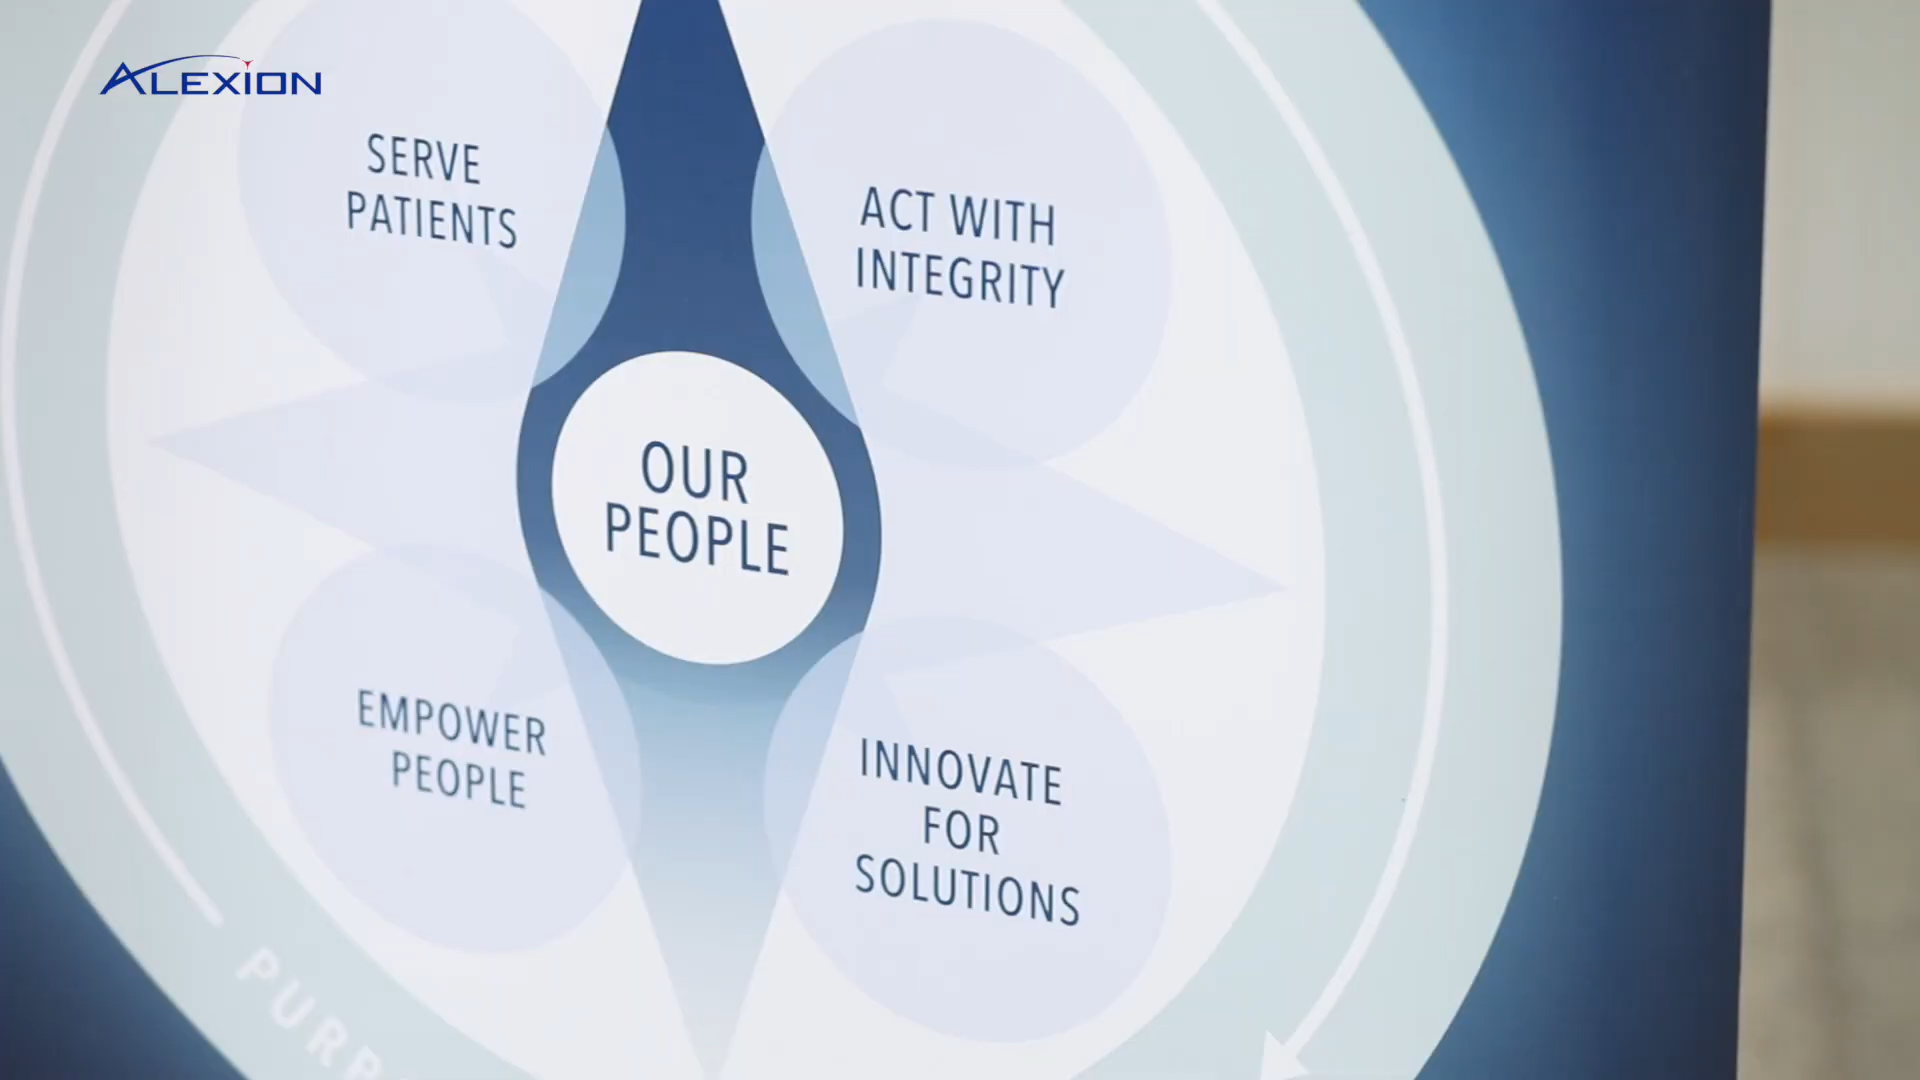 ALEXION
SERVE
PATIENTS
ACT WITH
INTEGRITY
OUR
PEOPLE
EMPOWER
PEOPLE
INNOVATE
FOR
SOLUTIONS